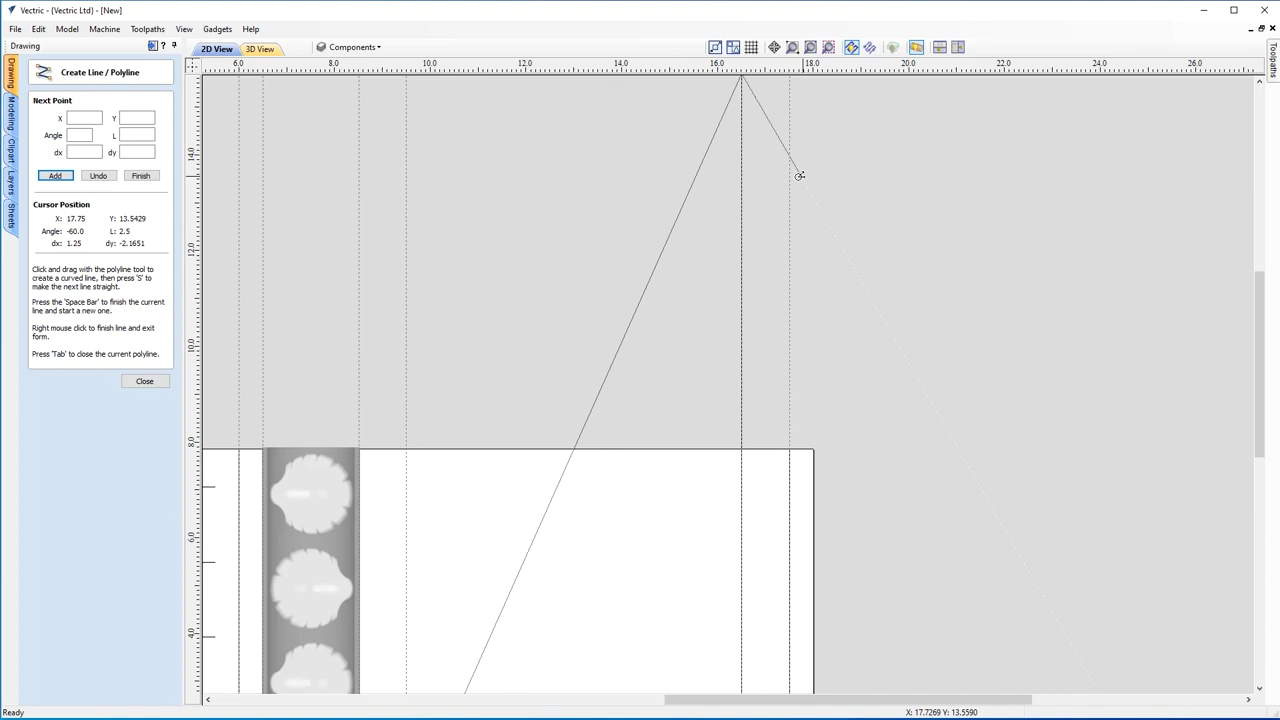 Vectric - {Vectric Ltd} - [New]
File Edit Model Machine Toolpaths View Gadgets Help
Drawing
2D View 3D View Components
6.0 8.0 10.0 12.0 14.0 16.0 18.0 20.0 22.0 24.0 26.0
Drawing
Modeling
Clipart
Layers
Sheets
Toolpaths
Create Line / Polyline
Next Point
X Y
Angle L
dx dy
Add Undo Finish
Cursor Position
X: 17.75 Y: 13.5429
Angle: -60.0 L: 2.5
dx: 1.25 dy: -2.1651
Click and drag with the polyline tool to
create a curved line, then press 'S' to
make the next line straight.
Press the 'Space Bar' to finish the current
line and start a new one.
Right mouse click to finish line and exit
form.
Press 'Tab' to close the current polyline.
Close
14.0
12.0
10.0
8.0
6.0
4.0
Ready X: 17.7269 Y: 13.5590